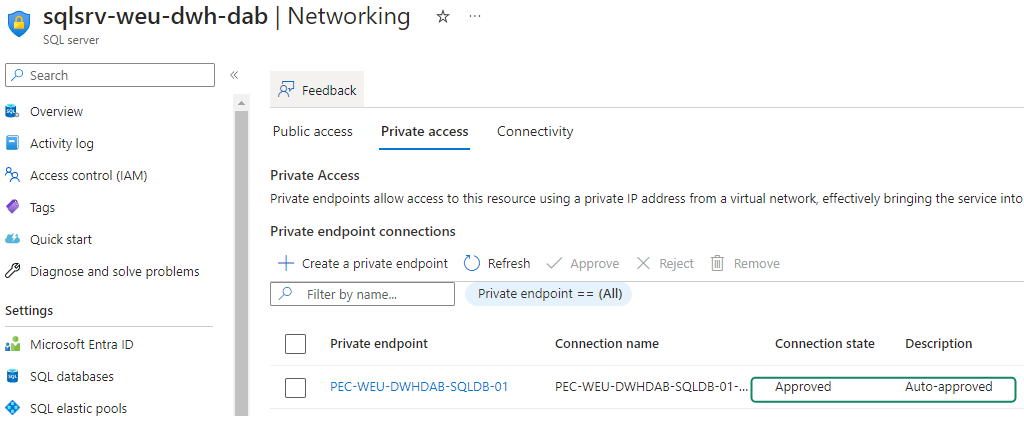 sqlsrv-weu-dwh-dab | Networking
SQL server
Search
Overview
Activity log
Access control (IAM)
Tags
Quick start
Diagnose and solve problems
Settings
Microsoft Entra ID
SQL databases
SQL elastic pools
Feedback
Public access Private access Connectivity
Private Access
Private endpoints allow access to this resource using a private IP address from a virtual network, effectively bringing the service into
Private endpoint connections
Create a private endpoint Refresh Approve Reject Remove
Filter by name... Private endpoint == (All)
Private endpoint Connection name Connection state Description
PEC-WEU-DWHDAB-SQLDB-01 PEC-WEU-DWHDAB-SQLDB-01-... Approved Auto-approved